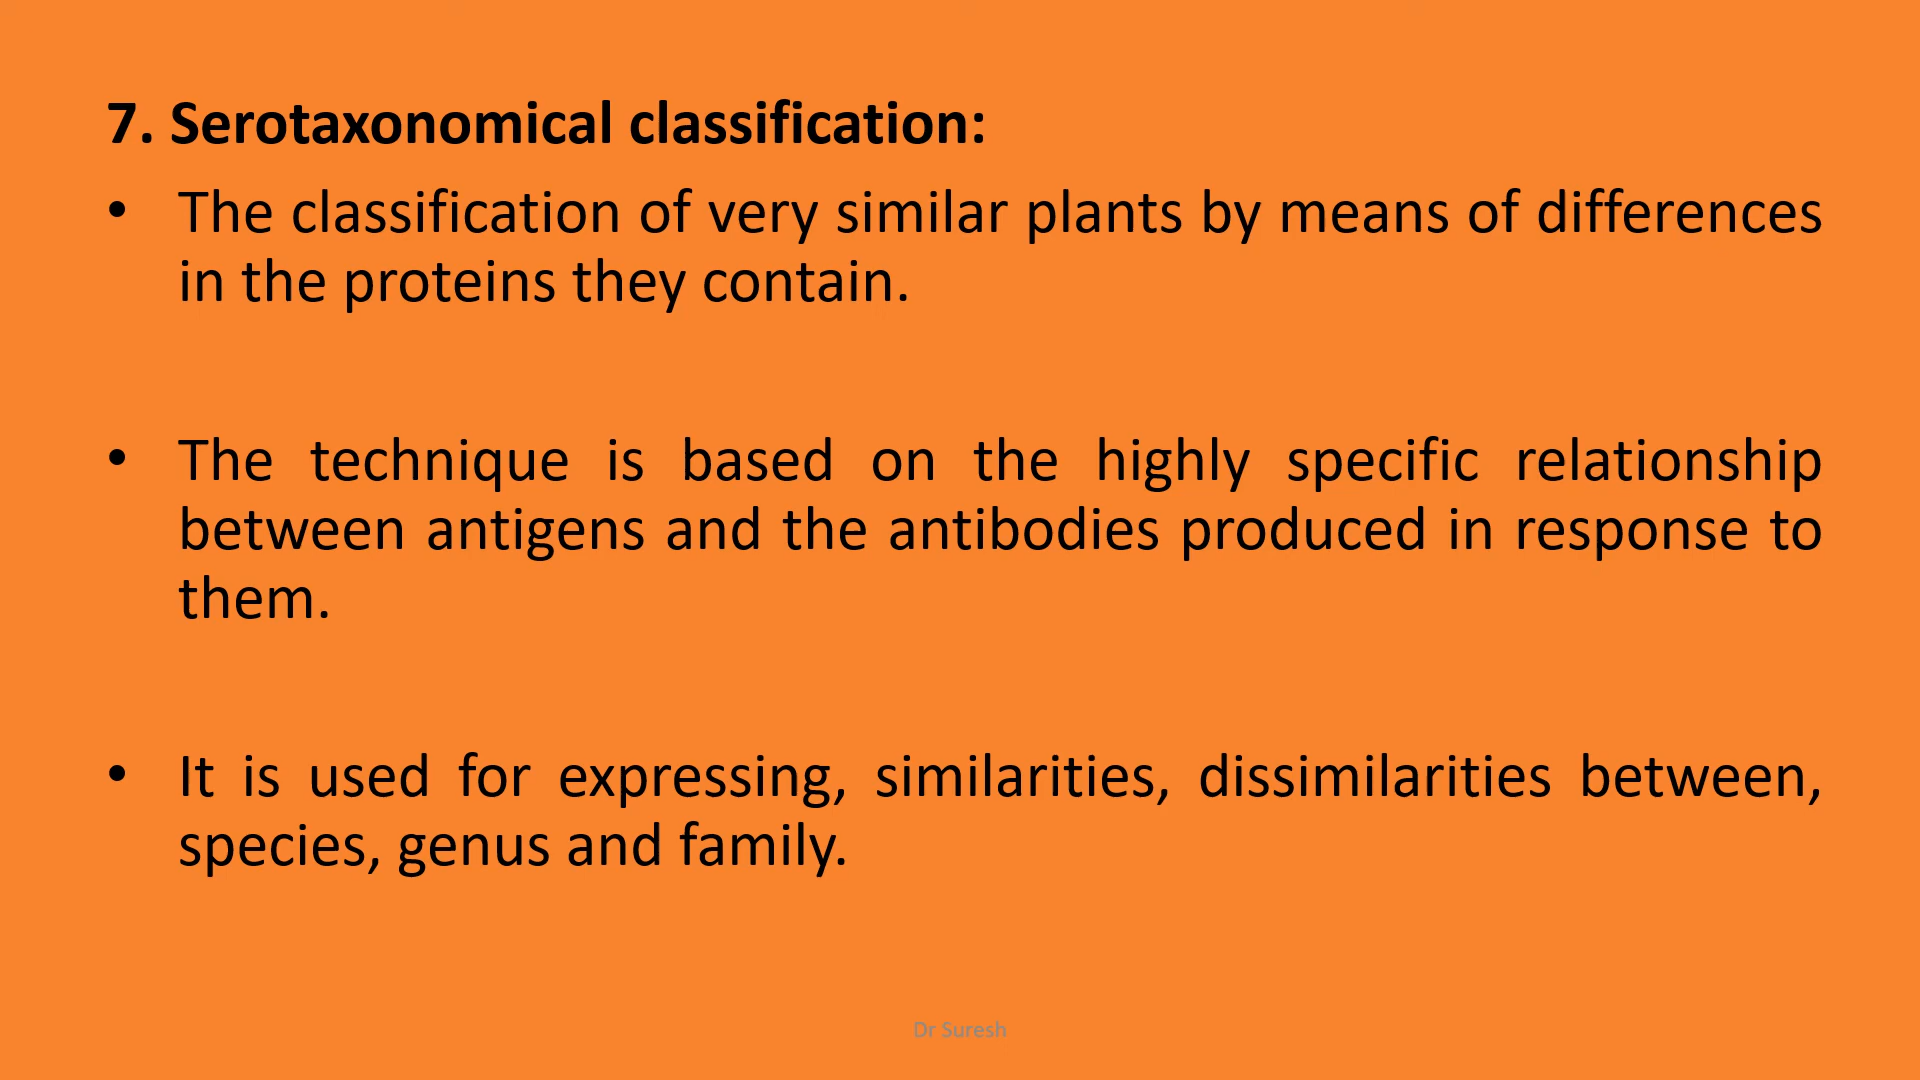 7. Serotaxonomical classification:
• The classification of very similar plants by means of differences
in the proteins they contain.
• The technique is based on the highly specific relationship
between antigens and the antibodies produced in response to
them.
• It is used for expressing, similarities, dissimilarities between,
species, genus and family.
Dr Suresh